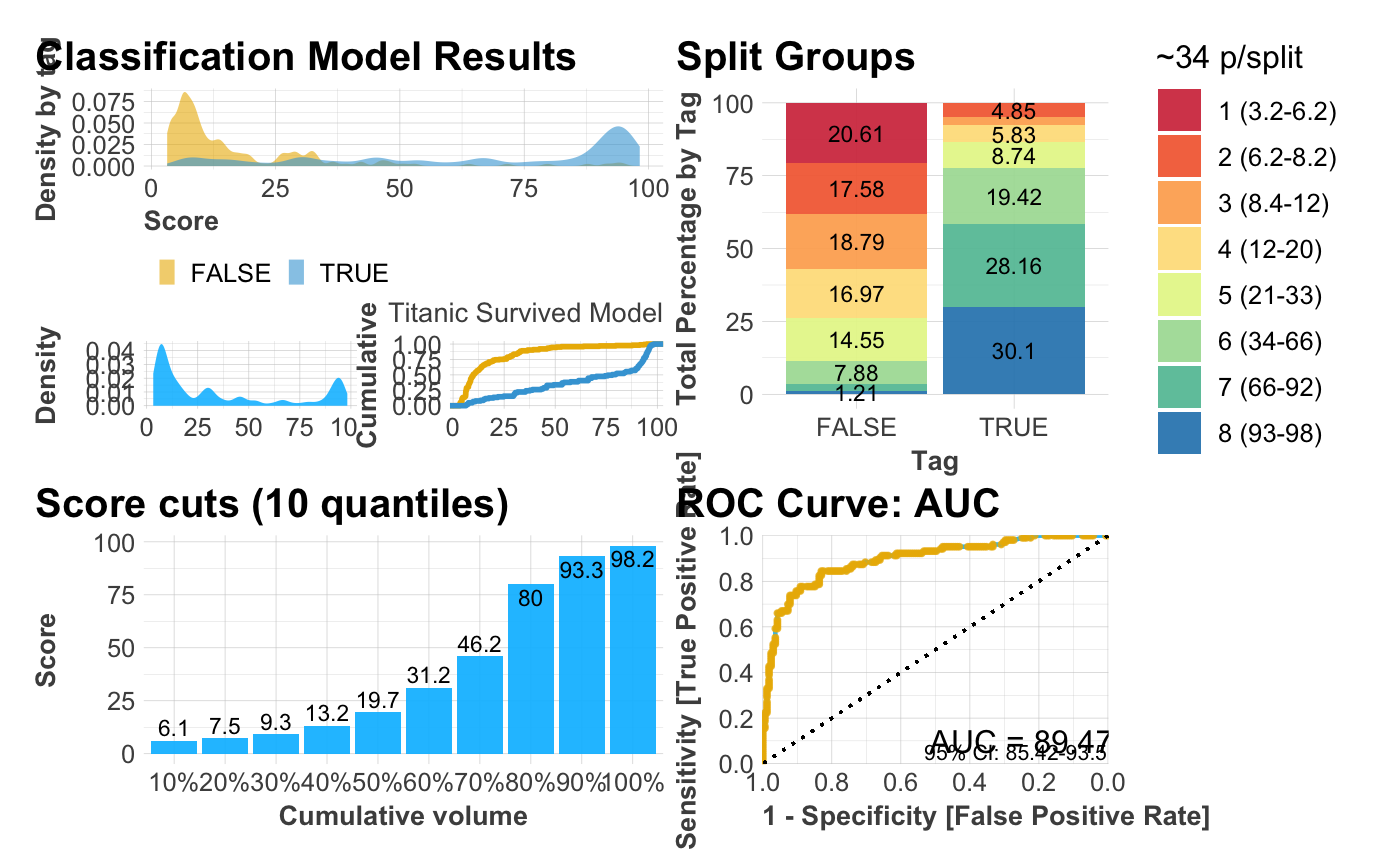 Classification Model Results
Density by tag
0.075
0.050
0.025
0.000
0 25 50 75 100
Score
FALSE TRUE
Density
0.04
0.03
0.02
0.01
0.00
0 25 50 75
Titanic Survived Model
Cumulative
1.00
0.75
0.50
0.25
0.00
0 25 50 75 100
Split Groups
Total Percentage by Tag
100
75
50
25
0
20.61
17.58
18.79
16.97
14.55
7.88
1.21
4.85
5.83
8.74
19.42
28.16
30.1
FALSE TRUE
Tag
~34 p/split
1 (3.2-6.2)
2 (6.2-8.2)
3 (8.4-12)
4 (12-20)
5 (21-33)
6 (34-66)
7 (66-92)
8 (93-98)
Score cuts (10 quantiles)
Score
100
75
50
25
0
6.1 7.5 9.3 13.2 19.7 31.2 46.2 80 93.3 98.2
10% 20% 30% 40% 50% 60% 70% 80% 90% 100%
Cumulative volume
ROC Curve: AUC
Sensitivity [True Positive Rate]
1.0
0.8
0.6
0.4
0.2
0.0
AUC = 89.47
95% CI: 85.42-93.5
1.0 0.8 0.6 0.4 0.2 0.0
1 - Specificity [False Positive Rate]